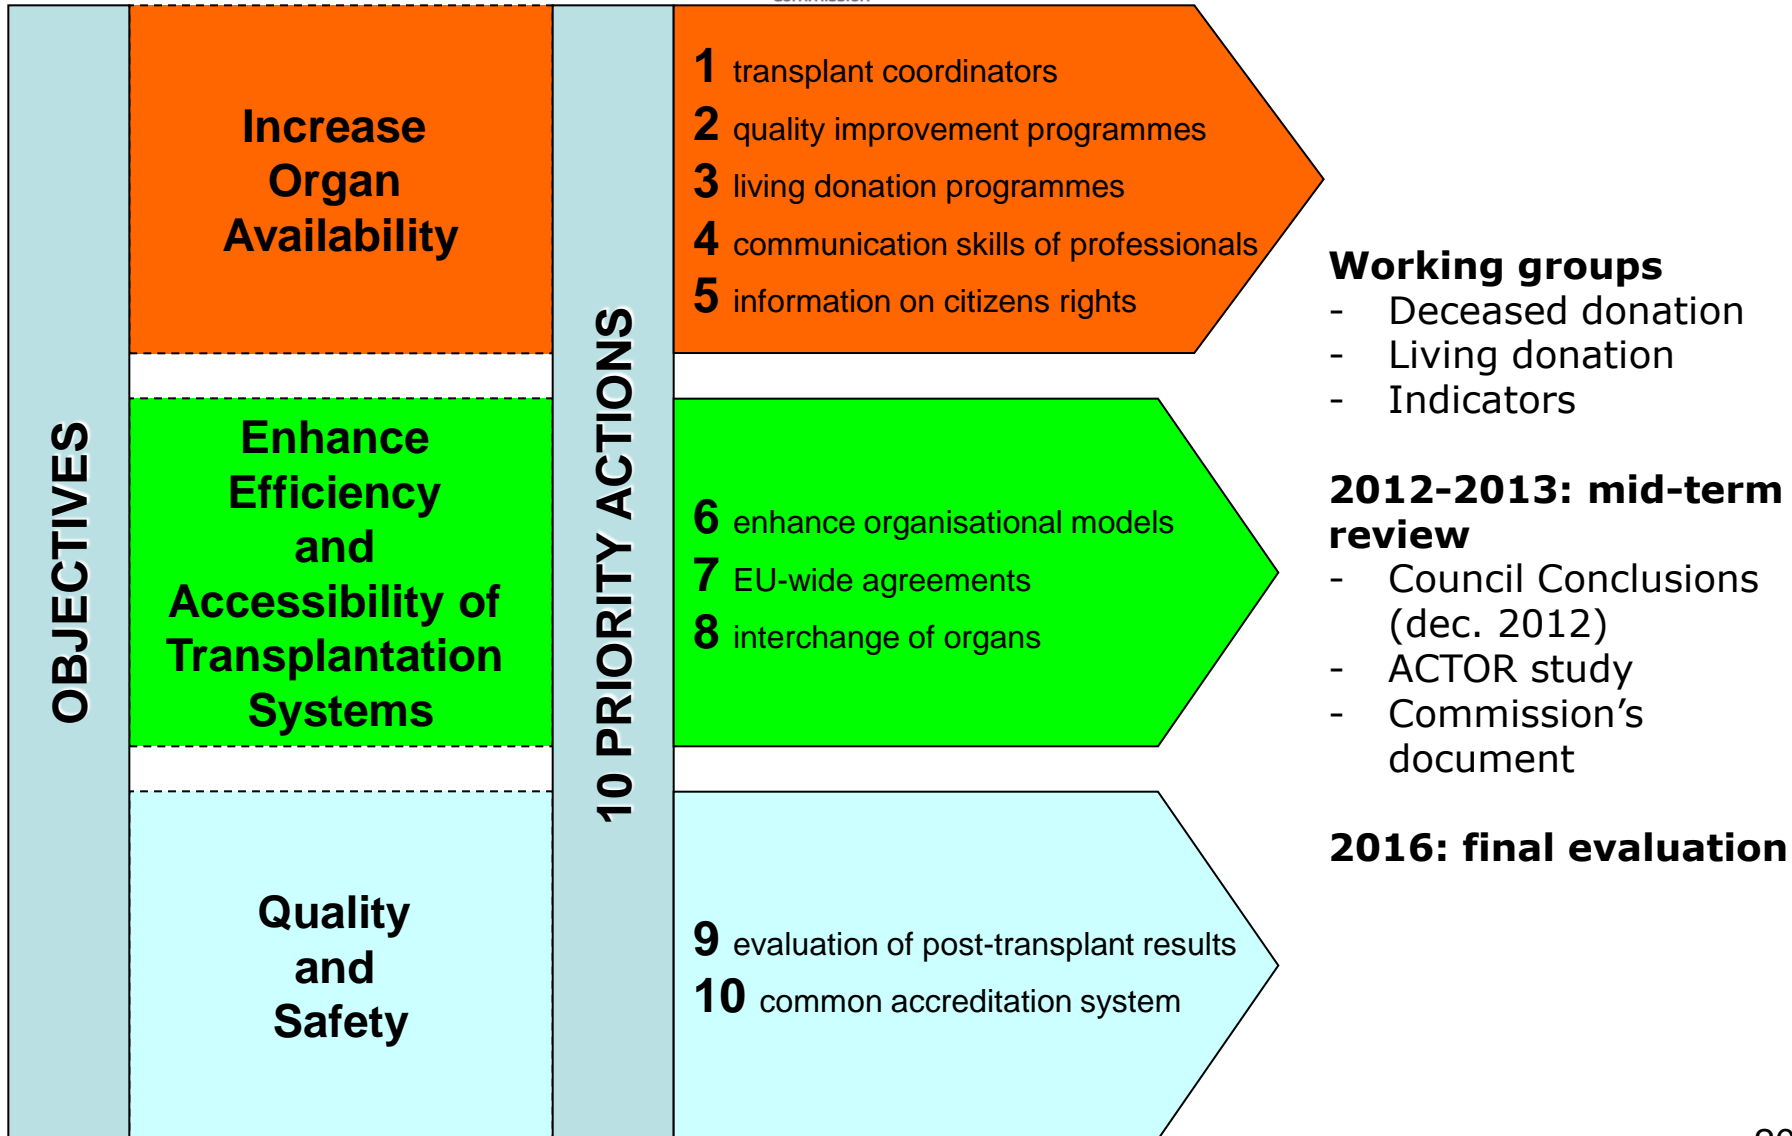 OBJECTIVES
Increase
Organ
Availability
Enhance
Efficiency
and
Accessibility of
Transplantation
Systems
Quality
and
Safety
10 PRIORITY ACTIONS
1 transplant coordinators
2 quality improvement programmes
3 living donation programmes
4 communication skills of professionals
5 information on citizens rights
6 enhance organisational models
7 EU-wide agreements
8 interchange of organs
9 evaluation of post-transplant results
10 common accreditation system
Working groups
- Deceased donation
- Living donation
- Indicators
2012-2013: mid-term
review
- Council Conclusions
(dec. 2012)
- ACTOR study
- Commission’s
document
2016: final evaluation